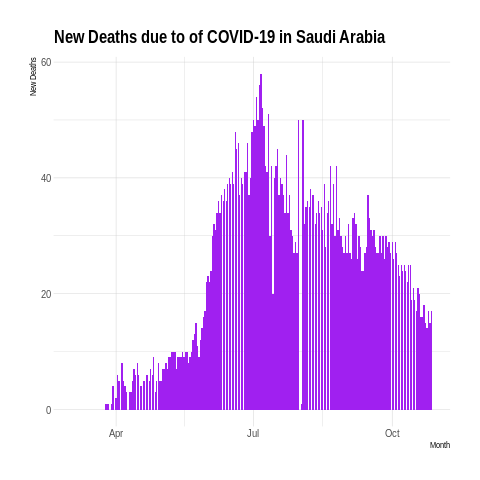 New Deaths due to of COVID-19 in Saudi Arabia
New Deaths
60
40
20
0
Apr
Jul
Oct
Month